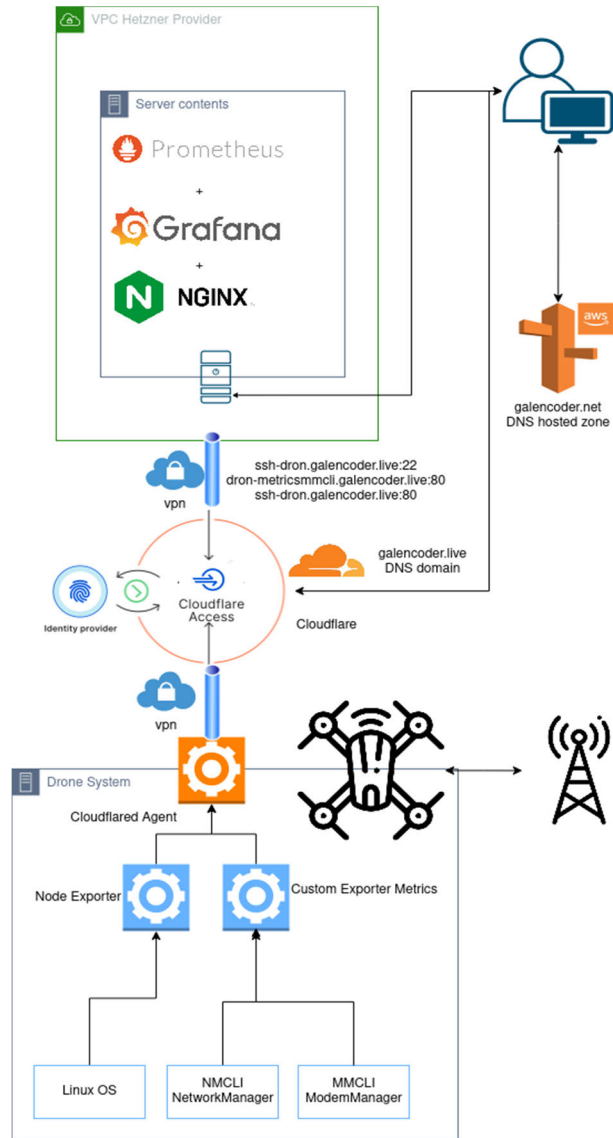 VPC Hetzner Provider
Server contents
Prometheus
+
Grafana
+
NGINX
aws
galencoder.net
DNS hosted zone
ssh-dron.galencoder.live:22
dron-metricsmmcli.galencoder.live:80
ssh-dron.galencoder.live:80
vpn
galencoder.live
DNS domain
Cloudflare
Access
Identity provider
Cloudflare
vpn
Drone System
Cloudflared Agent
Node Exporter
Custom Exporter Metrics
Linux OS
NMCLI
NetworkManager
MMCLI
ModemManager